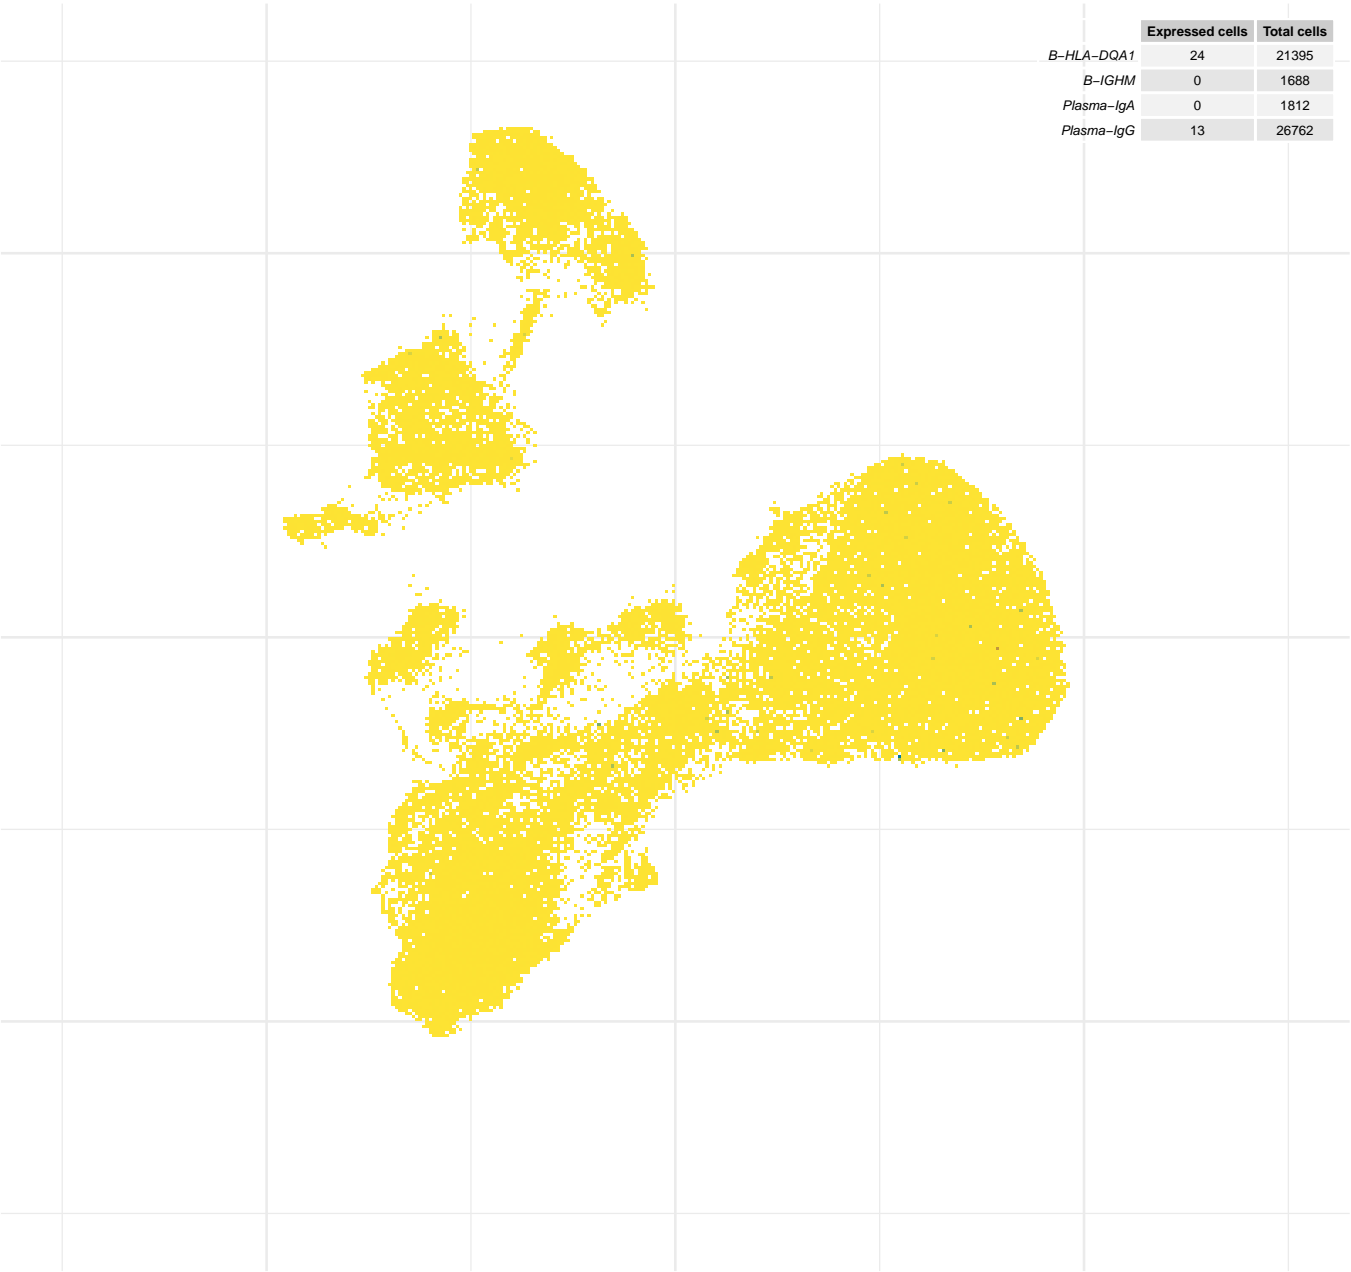 Expressed cells Total cells
B−HLA−DQA1 24 21395
B−IGHM 0 1688
Plasma−IgA 0 1812
Plasma−IgG 13 26762